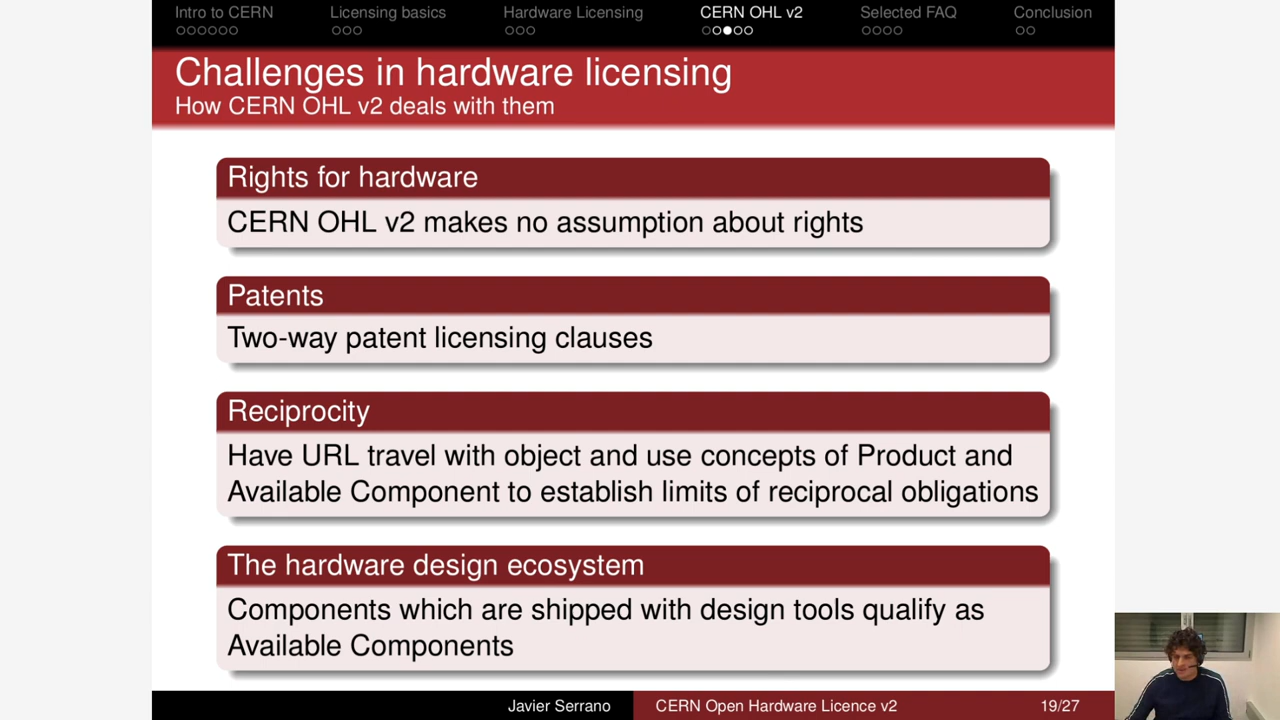 Intro to CERN
Licensing basics
Hardware Licensing
CERN OHL v2
Selected FAQ
Conclusion
Challenges in hardware licensing
How CERN OHL v2 deals with them
Rights for hardware
CERN OHL v2 makes no assumption about rights
Patents
Two-way patent licensing clauses
Reciprocity
Have URL travel with object and use concepts of Product and
Available Component to establish limits of reciprocal obligations
The hardware design ecosystem
Components which are shipped with design tools qualify as
Available Components
Javier Serrano
CERN Open Hardware Licence v2
19/27